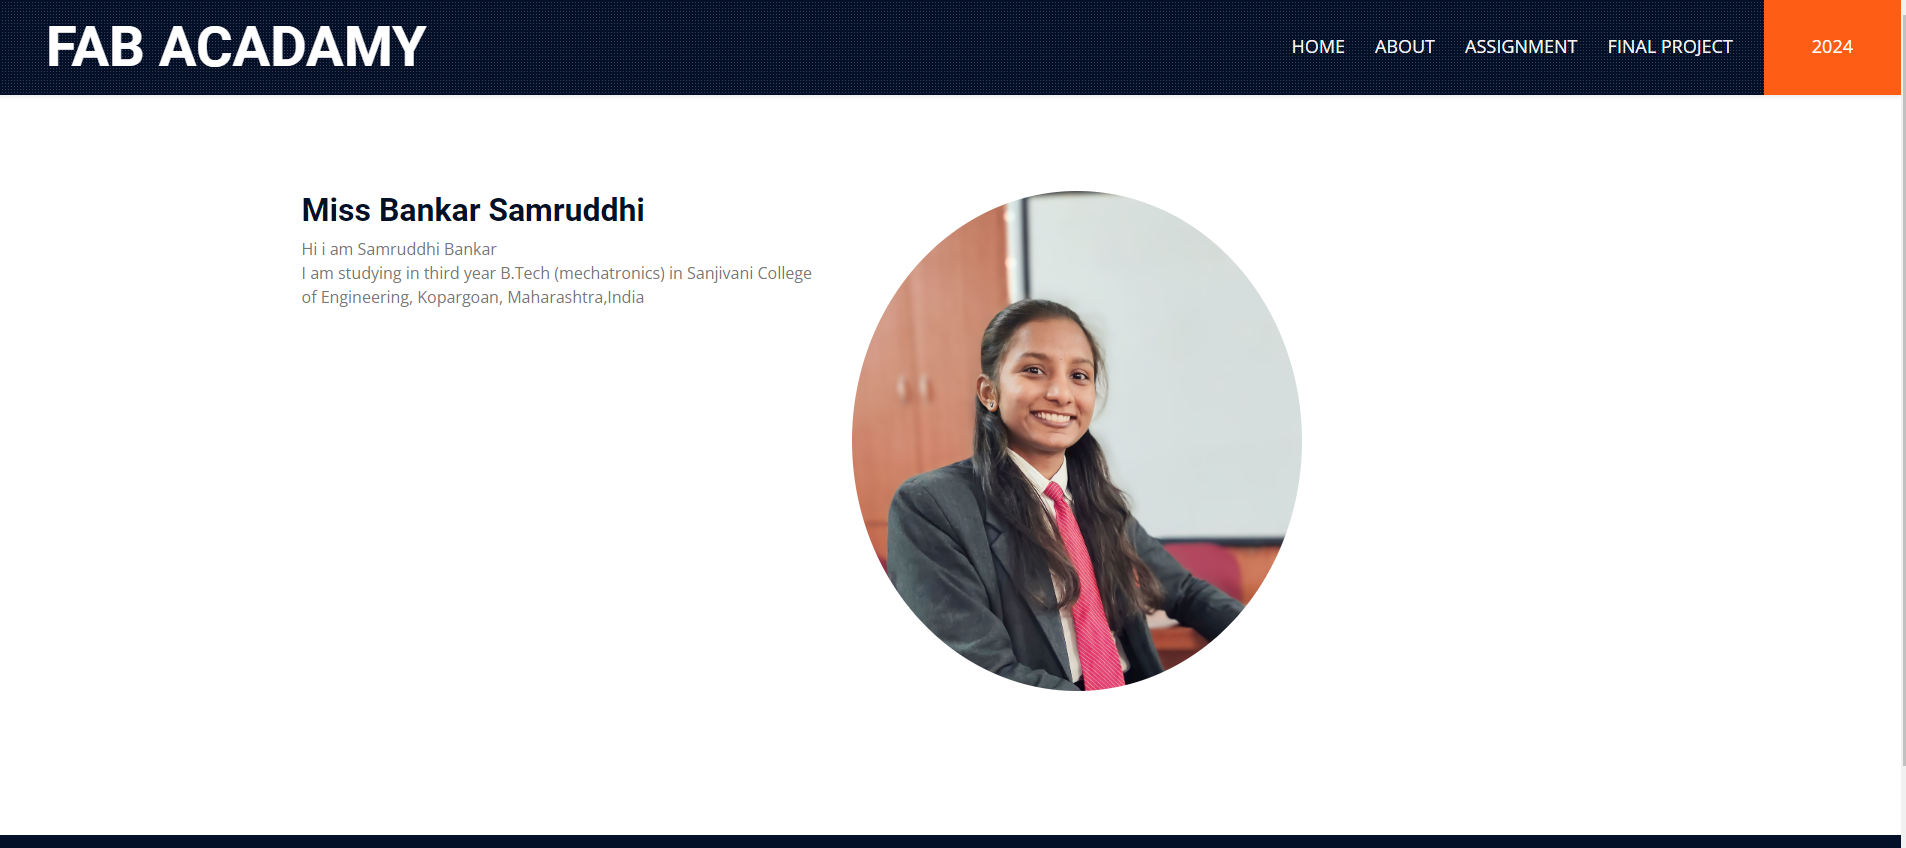 FAB ACADAMY
HOME ABOUT ASSIGNMENT FINAL PROJECT 2024
Miss Bankar Samruddhi
Hi i am Samruddhi Bankar
I am studying in third year B.Tech (mechatronics) in Sanjivani College
of Engineering, Kopargoan, Maharashtra,India